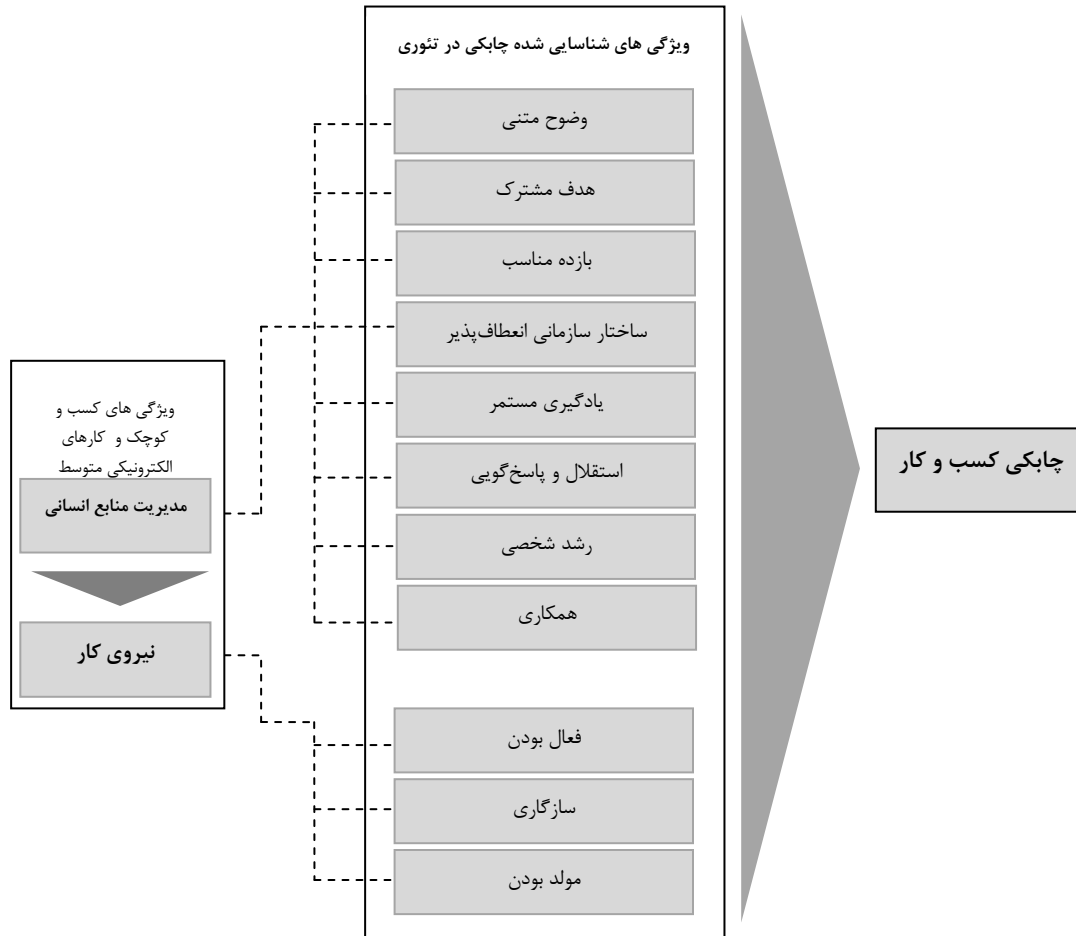 ویژگی های شناسایی شده چابکی در تئوری
وضوح متنی
هدف مشترک
بازده مناسب
ساختار سازمانی انعطاف‌پذیر
یادگیری مستمر
استقلال و پاسخ‌گویی
رشد شخصی
همکاری
فعال بودن
سازگاری
مولد بودن
ویژگی های کسب و
کوچک و کارهای
الکترونیکی متوسط
مدیریت منابع انسانی
نیروی کار
چابکی کسب و کار